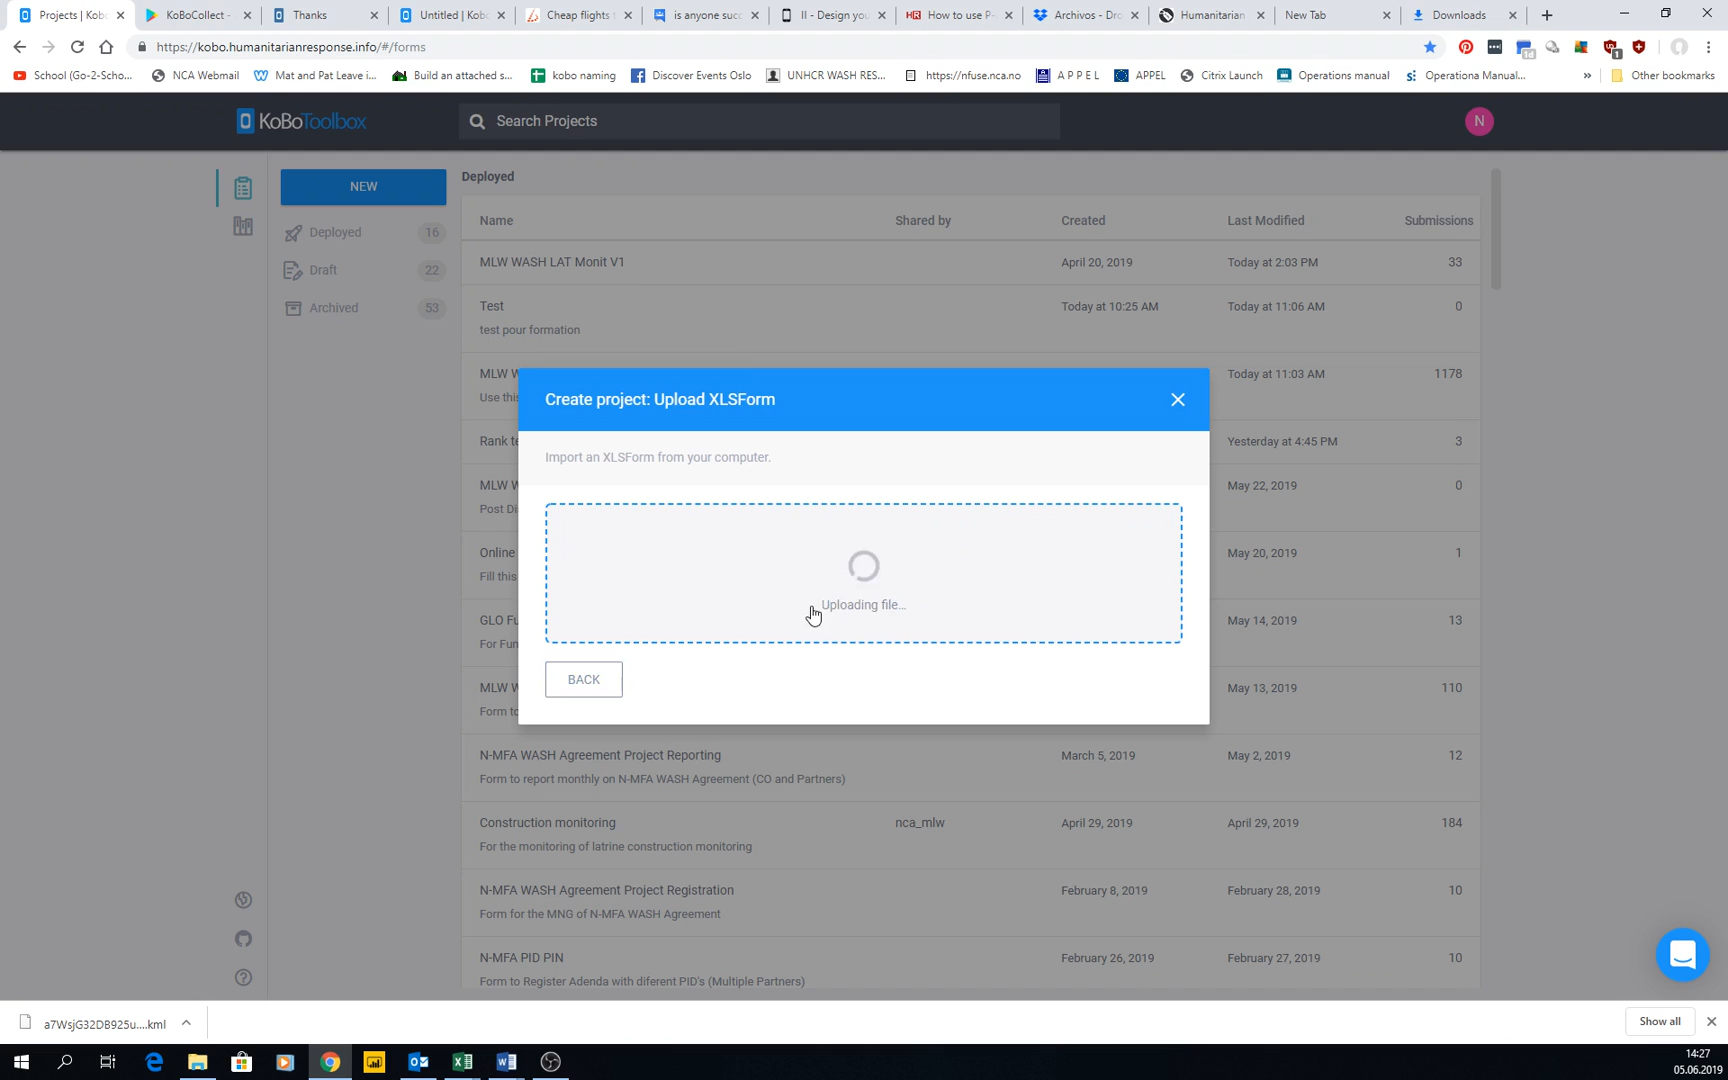 Projects | Kobo
KoBoCollect -
Thanks
Untitled | Kobo
Cheap flights t
is anyone succ
II - Design you
How to use P-
Archivos - Dro
Humanitarian
New Tab
Downloads
https://kobo.humanitarianresponse.info/#/forms
School (Go-2-Scho...
NCA Webmail
Mat and Pat Leave i...
Build an attached s...
kobo naming
Discover Events Oslo
UNHCR WASH RES...
https://nfuse.nca.no
A P P E L
APPEL
Citrix Launch
Operations manual
Operationa Manual...
»
Other bookmarks
KoBoToolbox
Search Projects
N
NEW
Deployed 16
Draft 22
Archived 53
Deployed
Name Shared by Created Last Modified Submissions
MLW WASH LAT Monit V1 April 20, 2019 Today at 2:03 PM 33
Test Today at 10:25 AM Today at 11:06 AM 0
test pour formation
MLW W Today at 11:03 AM 1178
Use this
Rank te Yesterday at 4:45 PM 3
MLW W May 22, 2019 0
Post Di
Online May 20, 2019 1
Fill this
GLO Fu May 14, 2019 13
For Fun
MLW W May 13, 2019 110
Form to
Create project: Upload XLSForm
Import an XLSForm from your computer.
Uploading file...
BACK
N-MFA WASH Agreement Project Reporting March 5, 2019 May 2, 2019 12
Form to report monthly on N-MFA WASH Agreement (CO and Partners)
Construction monitoring nca_mlw April 29, 2019 April 29, 2019 184
For the monitoring of latrine construction monitoring
N-MFA WASH Agreement Project Registration February 8, 2019 February 28, 2019 10
Form for the MNG of N-MFA WASH Agreement
N-MFA PID PIN February 26, 2019 February 27, 2019 10
Form to Register Adenda with diferent PID's (Multiple Partners)
a7WsjG32DB925u....kml
Show all
14:27
05.06.2019